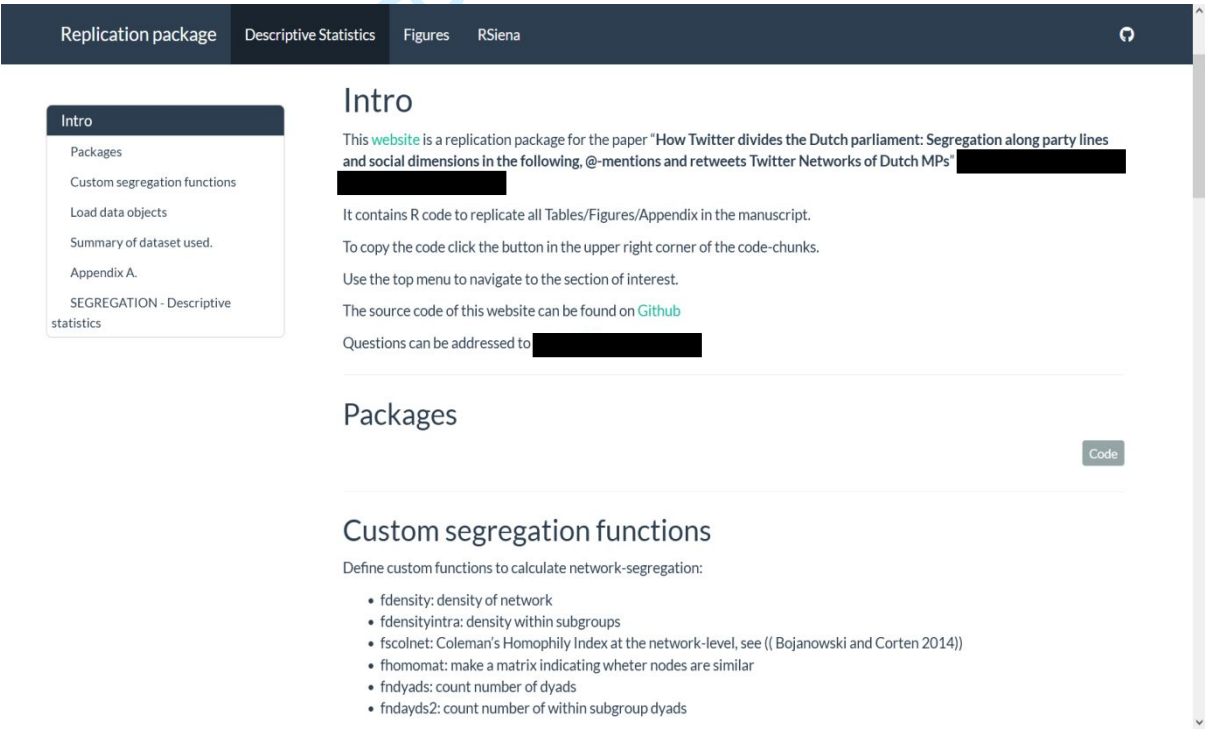 Replication package Descriptive Statistics Figures RSiena
Intro
Packages
Custom segregation functions
Load data objects
Summary of dataset used.
Appendix A.
SEGREGATION - Descriptive
statistics
Intro
This website is a replication package for the paper “How Twitter divides the Dutch parliament: Segregation along party lines
and social dimensions in the following, @-mentions and retweets Twitter Networks of Dutch MPs”
It contains R code to replicate all Tables/Figures/Appendix in the manuscript.
To copy the code click the button in the upper right corner of the code-chunks.
Use the top menu to navigate to the section of interest.
The source code of this website can be found on Github
Questions can be addressed to
Packages
Code
Custom segregation functions
Define custom functions to calculate network-segregation:
• fdensity: density of network
• fdensityintra: density within subgroups
• fscolnet: Coleman’s Homophily Index at the network-level, see (( Bojanowski and Corten 2014))
• fhomomat: make a matrix indicating wheter nodes are similar
• fndyads: count number of dyads
• fndayds2: count number of within subgroup dyads